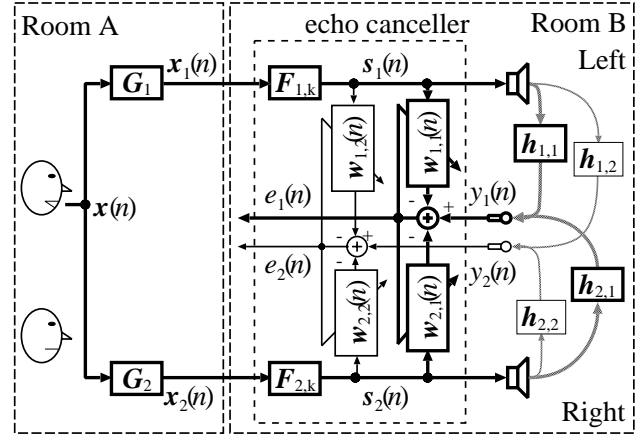 Room A
echo canceller
Room B
Left
x₁(n)
s₁(n)
G₁
F₁,ₖ
w₁,₂(n)
w₁,₁(n)
h₁,₁
h₁,₂
x(n)
e₁(n)
- - +
y₁(n)
+
- +
+
e₂(n)
- -
y₂(n)
w₂,₂(n)
w₂,₁(n)
h₂,₂
h₂,₁
G₂
F₂,ₖ
x₂(n)
s₂(n)
Right